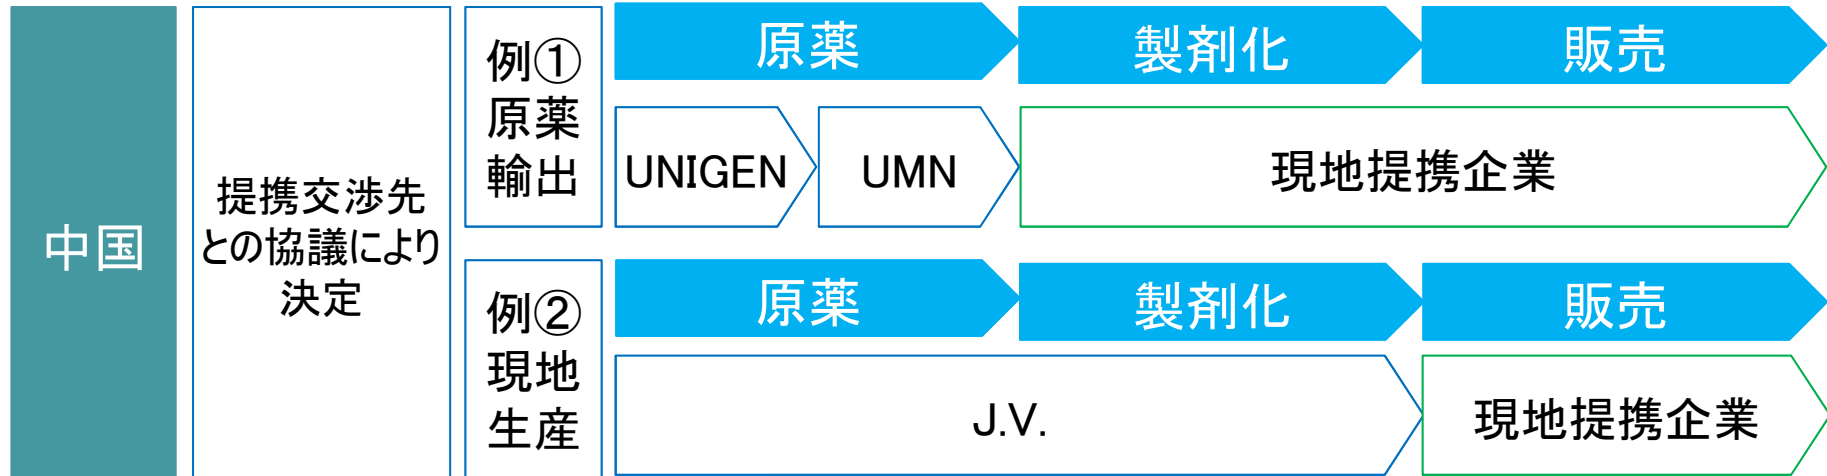 中国
提携交渉先
との協議により
決定
例①
原薬
輸出
原薬
製剤化
販売
UNIGEN
UMN
現地提携企業
例②
現地
生産
原薬
製剤化
販売
J.V.
現地提携企業